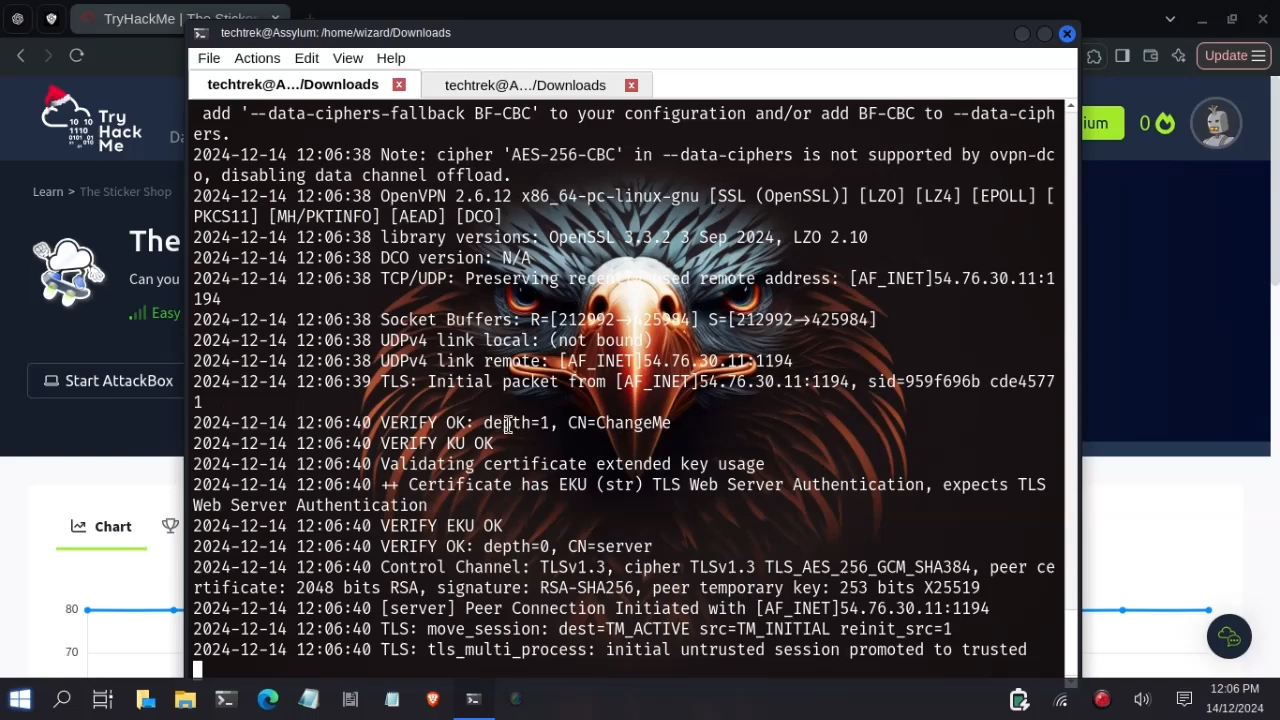 TryHackMe | The Sticker
techtrek@Assylum: /home/wizard/Downloads
Update
File Actions Edit View Help
techtrek@A…/Downloads
techtrek@A…/Downloads
Try
Hack
Me
10 10
1110
0101 01
ium
0
Learn > The Sticker Shop
The
Can you
Easy
Start AttackBox
Chart
80
70
add '--data-ciphers-fallback BF-CBC' to your configuration and/or add BF-CBC to --data-ciph
ers.
2024-12-14 12:06:38 Note: cipher 'AES-256-CBC' in --data-ciphers is not supported by ovpn-dc
o, disabling data channel offload.
2024-12-14 12:06:38 OpenVPN 2.6.12 x86_64-pc-linux-gnu [SSL (OpenSSL)] [LZO] [LZ4] [EPOLL] [
PKCS11] [MH/PKTINFO] [AEAD] [DCO]
2024-12-14 12:06:38 library versions: OpenSSL 3.3.2 3 Sep 2024, LZO 2.10
2024-12-14 12:06:38 DCO version: N/A
2024-12-14 12:06:38 TCP/UDP: Preserving recently used remote address: [AF_INET]54.76.30.11:1
194
2024-12-14 12:06:38 Socket Buffers: R=[212992→425984] S=[212992→425984]
2024-12-14 12:06:38 UDPv4 link local: (not bound)
2024-12-14 12:06:38 UDPv4 link remote: [AF_INET]54.76.30.11:1194
2024-12-14 12:06:39 TLS: Initial packet from [AF_INET]54.76.30.11:1194, sid=959f696b cde4577
1
2024-12-14 12:06:40 VERIFY OK: depth=1, CN=ChangeMe
2024-12-14 12:06:40 VERIFY KU OK
2024-12-14 12:06:40 Validating certificate extended key usage
2024-12-14 12:06:40 ++ Certificate has EKU (str) TLS Web Server Authentication, expects TLS
Web Server Authentication
2024-12-14 12:06:40 VERIFY EKU OK
2024-12-14 12:06:40 VERIFY OK: depth=0, CN=server
2024-12-14 12:06:40 Control Channel: TLSv1.3, cipher TLSv1.3 TLS_AES_256_GCM_SHA384, peer ce
rtificate: 2048 bits RSA, signature: RSA-SHA256, peer temporary key: 253 bits X25519
2024-12-14 12:06:40 [server] Peer Connection Initiated with [AF_INET]54.76.30.11:1194
2024-12-14 12:06:40 TLS: move_session: dest=TM_ACTIVE src=TM_INITIAL reinit_src=1
2024-12-14 12:06:40 TLS: tls_multi_process: initial untrusted session promoted to trusted
12:06 PM
14/12/2024